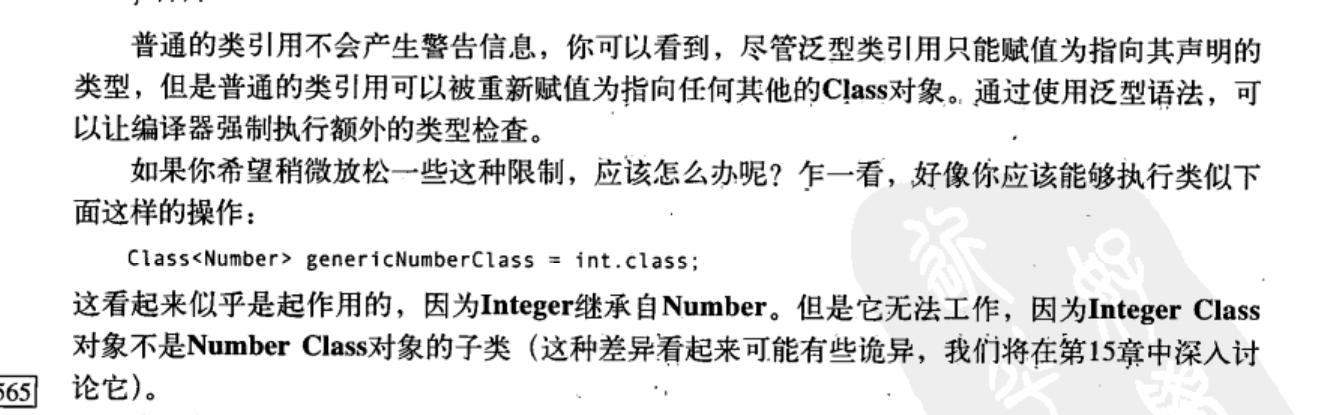 普通的类引用不会产生警告信息，你可以看到，尽管泛型类引用只能赋值为指向其声明的
类型，但是普通的类引用可以被重新赋值为指向任何其他的Class对象。通过使用泛型语法，可
以让编译器强制执行额外的类型检查。
如果你希望稍微放松一些这种限制，应该怎么办呢？乍一看，好像你应该能够执行类似下
面这样的操作：
Class<Number> genericNumberClass = int.class;
这看起来似乎是起作用的，因为Integer继承自Number。但是它无法工作，因为Integer Class
对象不是Number Class对象的子类（这种差异看起来可能有些诡异，我们将在第15章中深入讨
565 论它）。